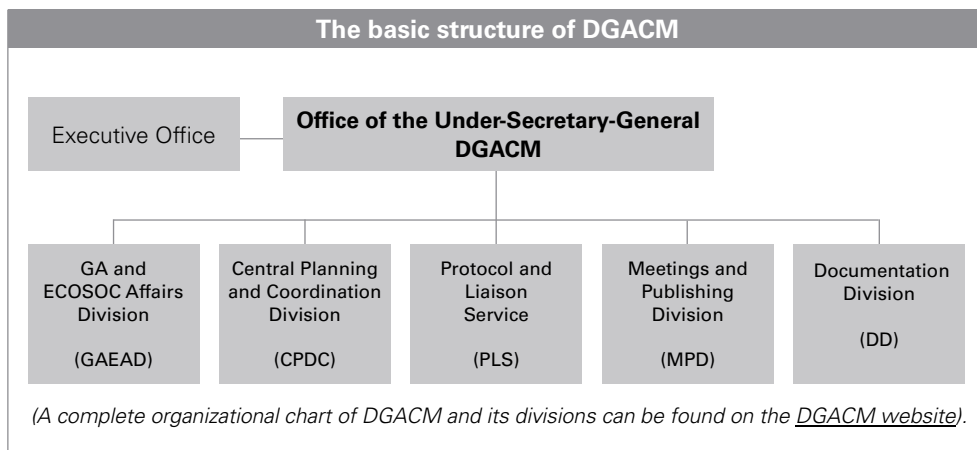 The basic structure of DGACM
Executive Office
Office of the Under-Secretary-General
DGACM
GA and
ECOSOC Affairs
Division
(GAEAD)
Central Planning
and Coordination
Division
(CPDC)
Protocol and
Liaison
Service
(PLS)
Meetings and
Publishing
Division
(MPD)
Documentation
Division
(DD)
(A complete organizational chart of DGACM and its divisions can be found on the DGACM website).